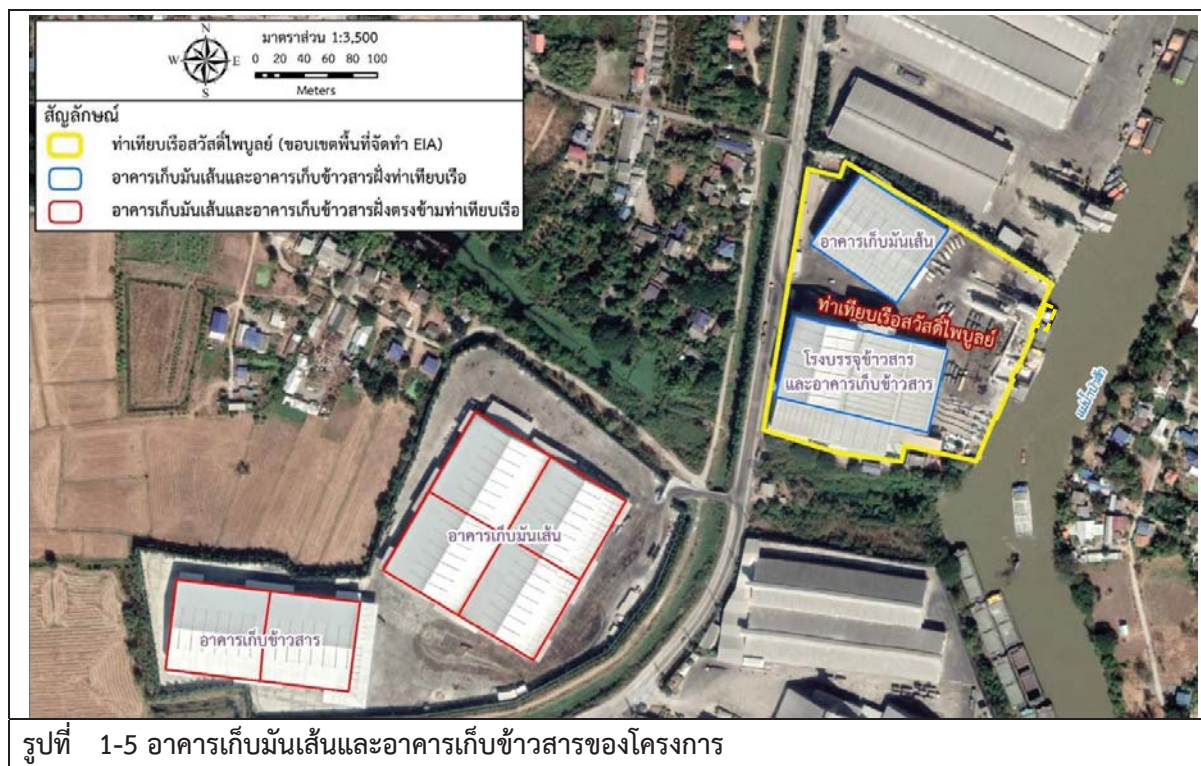 N
W E
S
มาตราส่วน 1:3,500
0 20 40 60 80 100
Meters
สัญลักษณ์
ท่าเทียบเรือสวัสดิ์ไพบูลย์ (ขอบเขตพื้นที่จัดทำ EIA)
อาคารเก็บมันเส้นและอาคารเก็บข้าวสารฝั่งท่าเทียบเรือ
อาคารเก็บมันเส้นและอาคารเก็บข้าวสารฝั่งตรงข้ามท่าเทียบเรือ
อาคารเก็บมันเส้น
ท่าเทียบเรือสวัสดิ์ไพบูลย์
โรงบรรจุข้าวสาร
และอาคารเก็บข้าวสาร
แม่น้ำป่าสัก
อาคารเก็บมันเส้น
อาคารเก็บข้าวสาร
รูปที่ 1-5 อาคารเก็บมันเส้นและอาคารเก็บข้าวสารของโครงการ